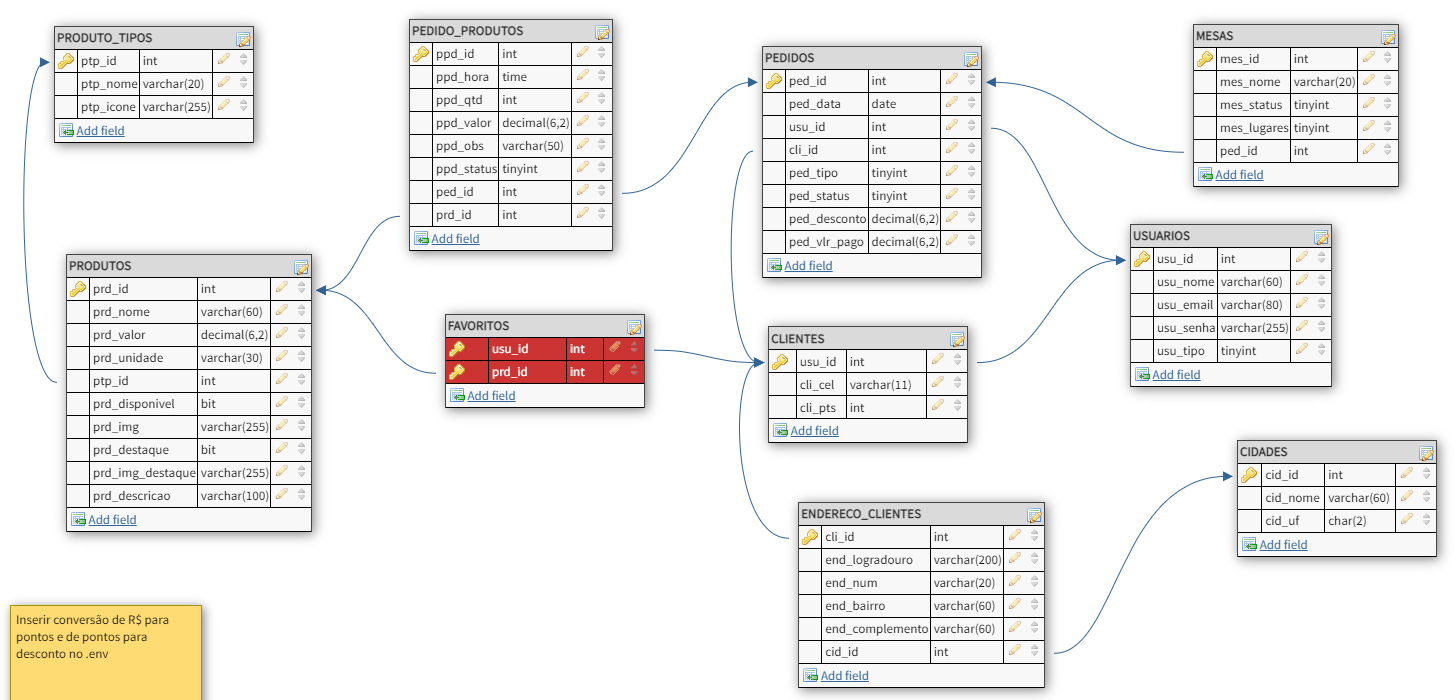 PRODUTO_TIPOS
ptp_id int
ptp_nome varchar(20)
ptp_icone varchar(255)
Add field
PEDIDO_PRODUTOS
ppd_id int
ppd_hora time
ppd_qtd int
ppd_valor decimal(6,2)
ppd_obs varchar(50)
ppd_status tinyint
ped_id int
prd_id int
Add field
PEDIDOS
ped_id int
ped_data date
usu_id int
cli_id int
ped_tipo tinyint
ped_status tinyint
ped_desconto decimal(6,2)
ped_vlr_pago decimal(6,2)
Add field
MESAS
mes_id int
mes_nome varchar(20)
mes_status tinyint
mes_lugares tinyint
ped_id int
Add field
PRODUTOS
prd_id int
prd_nome varchar(60)
prd_valor decimal(6,2)
prd_unidade varchar(30)
ptp_id int
prd_disponivel bit
prd_img varchar(255)
prd_destaque bit
prd_img_destaque varchar(255)
prd_descricao varchar(100)
Add field
FAVORITOS
usu_id int
prd_id int
Add field
CLIENTES
usu_id int
cli_cel varchar(11)
cli_pts int
Add field
USUARIOS
usu_id int
usu_nome varchar(60)
usu_email varchar(80)
usu_senha varchar(255)
usu_tipo tinyint
Add field
ENDERECO_CLIENTES
cli_id int
end_logradouro varchar(200)
end_num varchar(20)
end_bairro varchar(60)
end_complemento varchar(60)
cid_id int
Add field
CIDADES
cid_id int
cid_nome varchar(60)
cid_uf char(2)
Add field
Inserir conversão de R$ para
pontos e de pontos para
desconto no .env